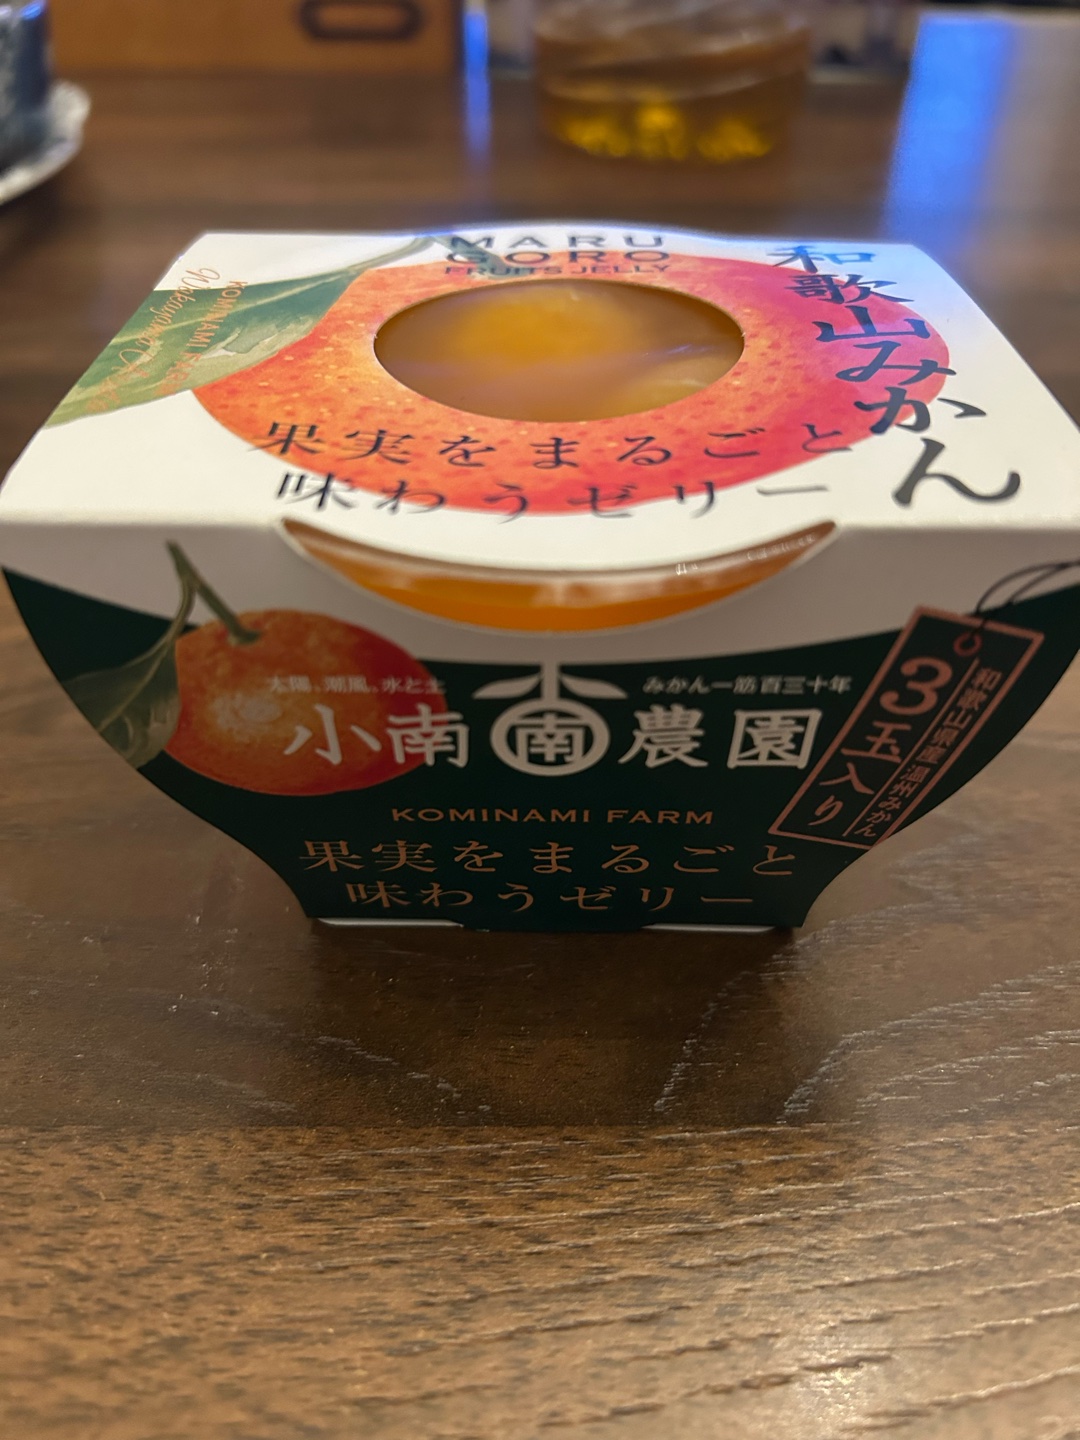 MARU
GORO
FRUITS JELLY
和歌山みかん
KOMINAMI FARM
果実をまるごと
味わうゼリー
太陽、潮風、水と土
みかん一筋百三十年
小南 南 農園
KOMINAMI FARM
果実をまるごと
味わうゼリー
3玉入り
和歌山県産温州みかん